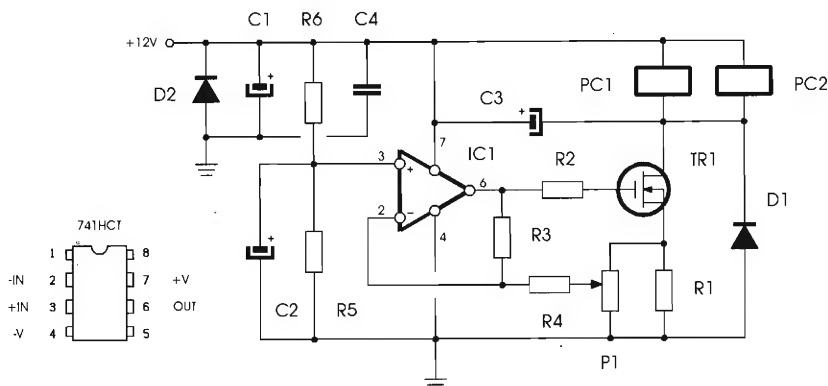 C1 R6 C4
+12V
D2
PC1 PC2
C3
7
IC1
TR1
3 +
R2
6
D1
2 −
4
R3
741HCT
1 8
-IN 2 7 +V
+IN 3 6 OUT
-V 4 5
C2 R5
R4
R1
P1
+
+
+